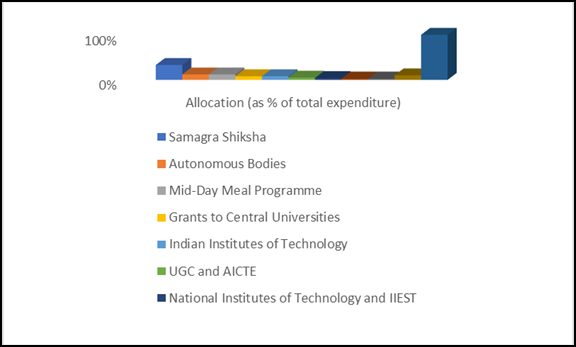 100%
0%
Allocation (as % of total expenditure)
Samagra Shiksha
Autonomous Bodies
Mid-Day Meal Programme
Grants to Central Universities
Indian Institutes of Technology
UGC and AICTE
National Institutes of Technology and IIEST